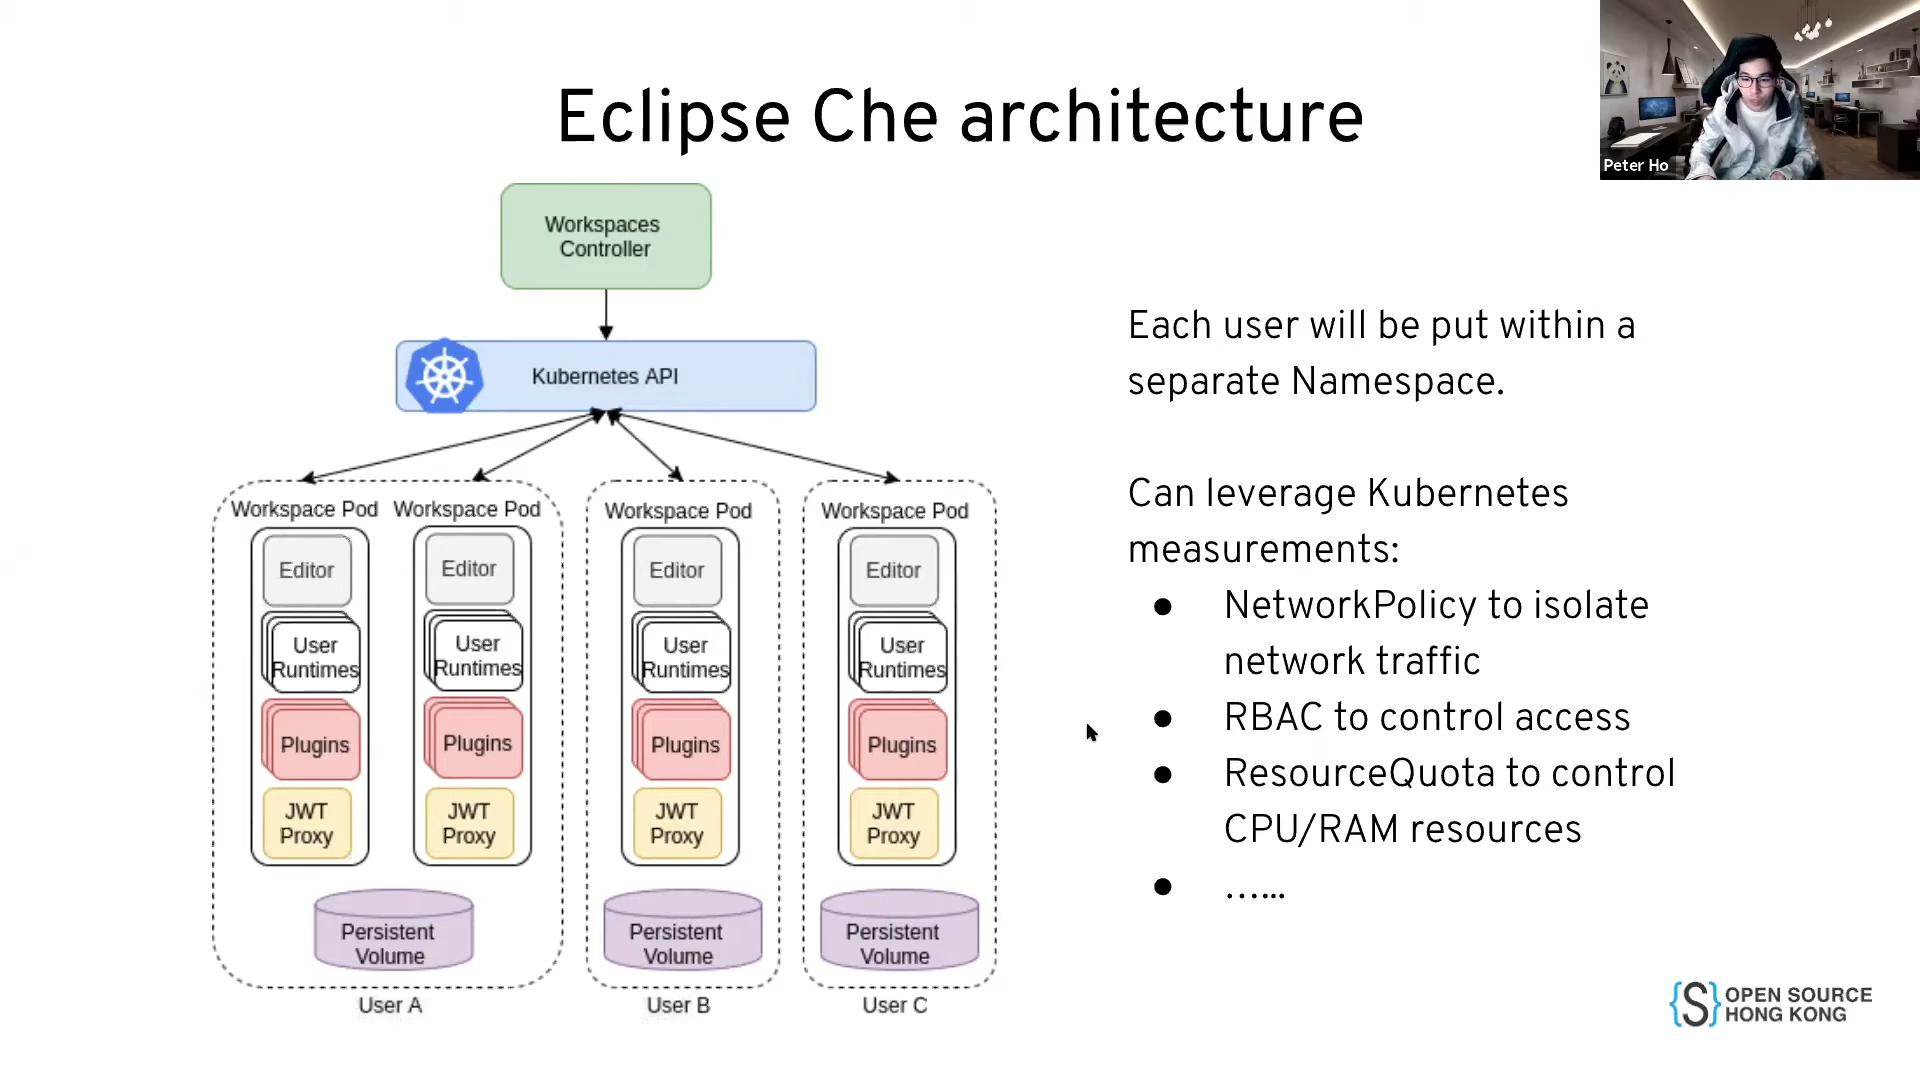 Eclipse Che architecture
Peter Ho
Workspaces
Controller
Kubernetes API
Workspace Pod
Editor
User
Runtimes
Plugins
JWT
Proxy
Workspace Pod
Editor
User
Runtimes
Plugins
JWT
Proxy
Persistent
Volume
User A
Workspace Pod
Editor
User
Runtimes
Plugins
JWT
Proxy
Persistent
Volume
User B
Workspace Pod
Editor
User
Runtimes
Plugins
JWT
Proxy
Persistent
Volume
User C
Each user will be put within a
separate Namespace.
Can leverage Kubernetes
measurements:
● NetworkPolicy to isolate
network traffic
● RBAC to control access
● ResourceQuota to control
CPU/RAM resources
● …...
{S} OPEN SOURCE
HONG KONG